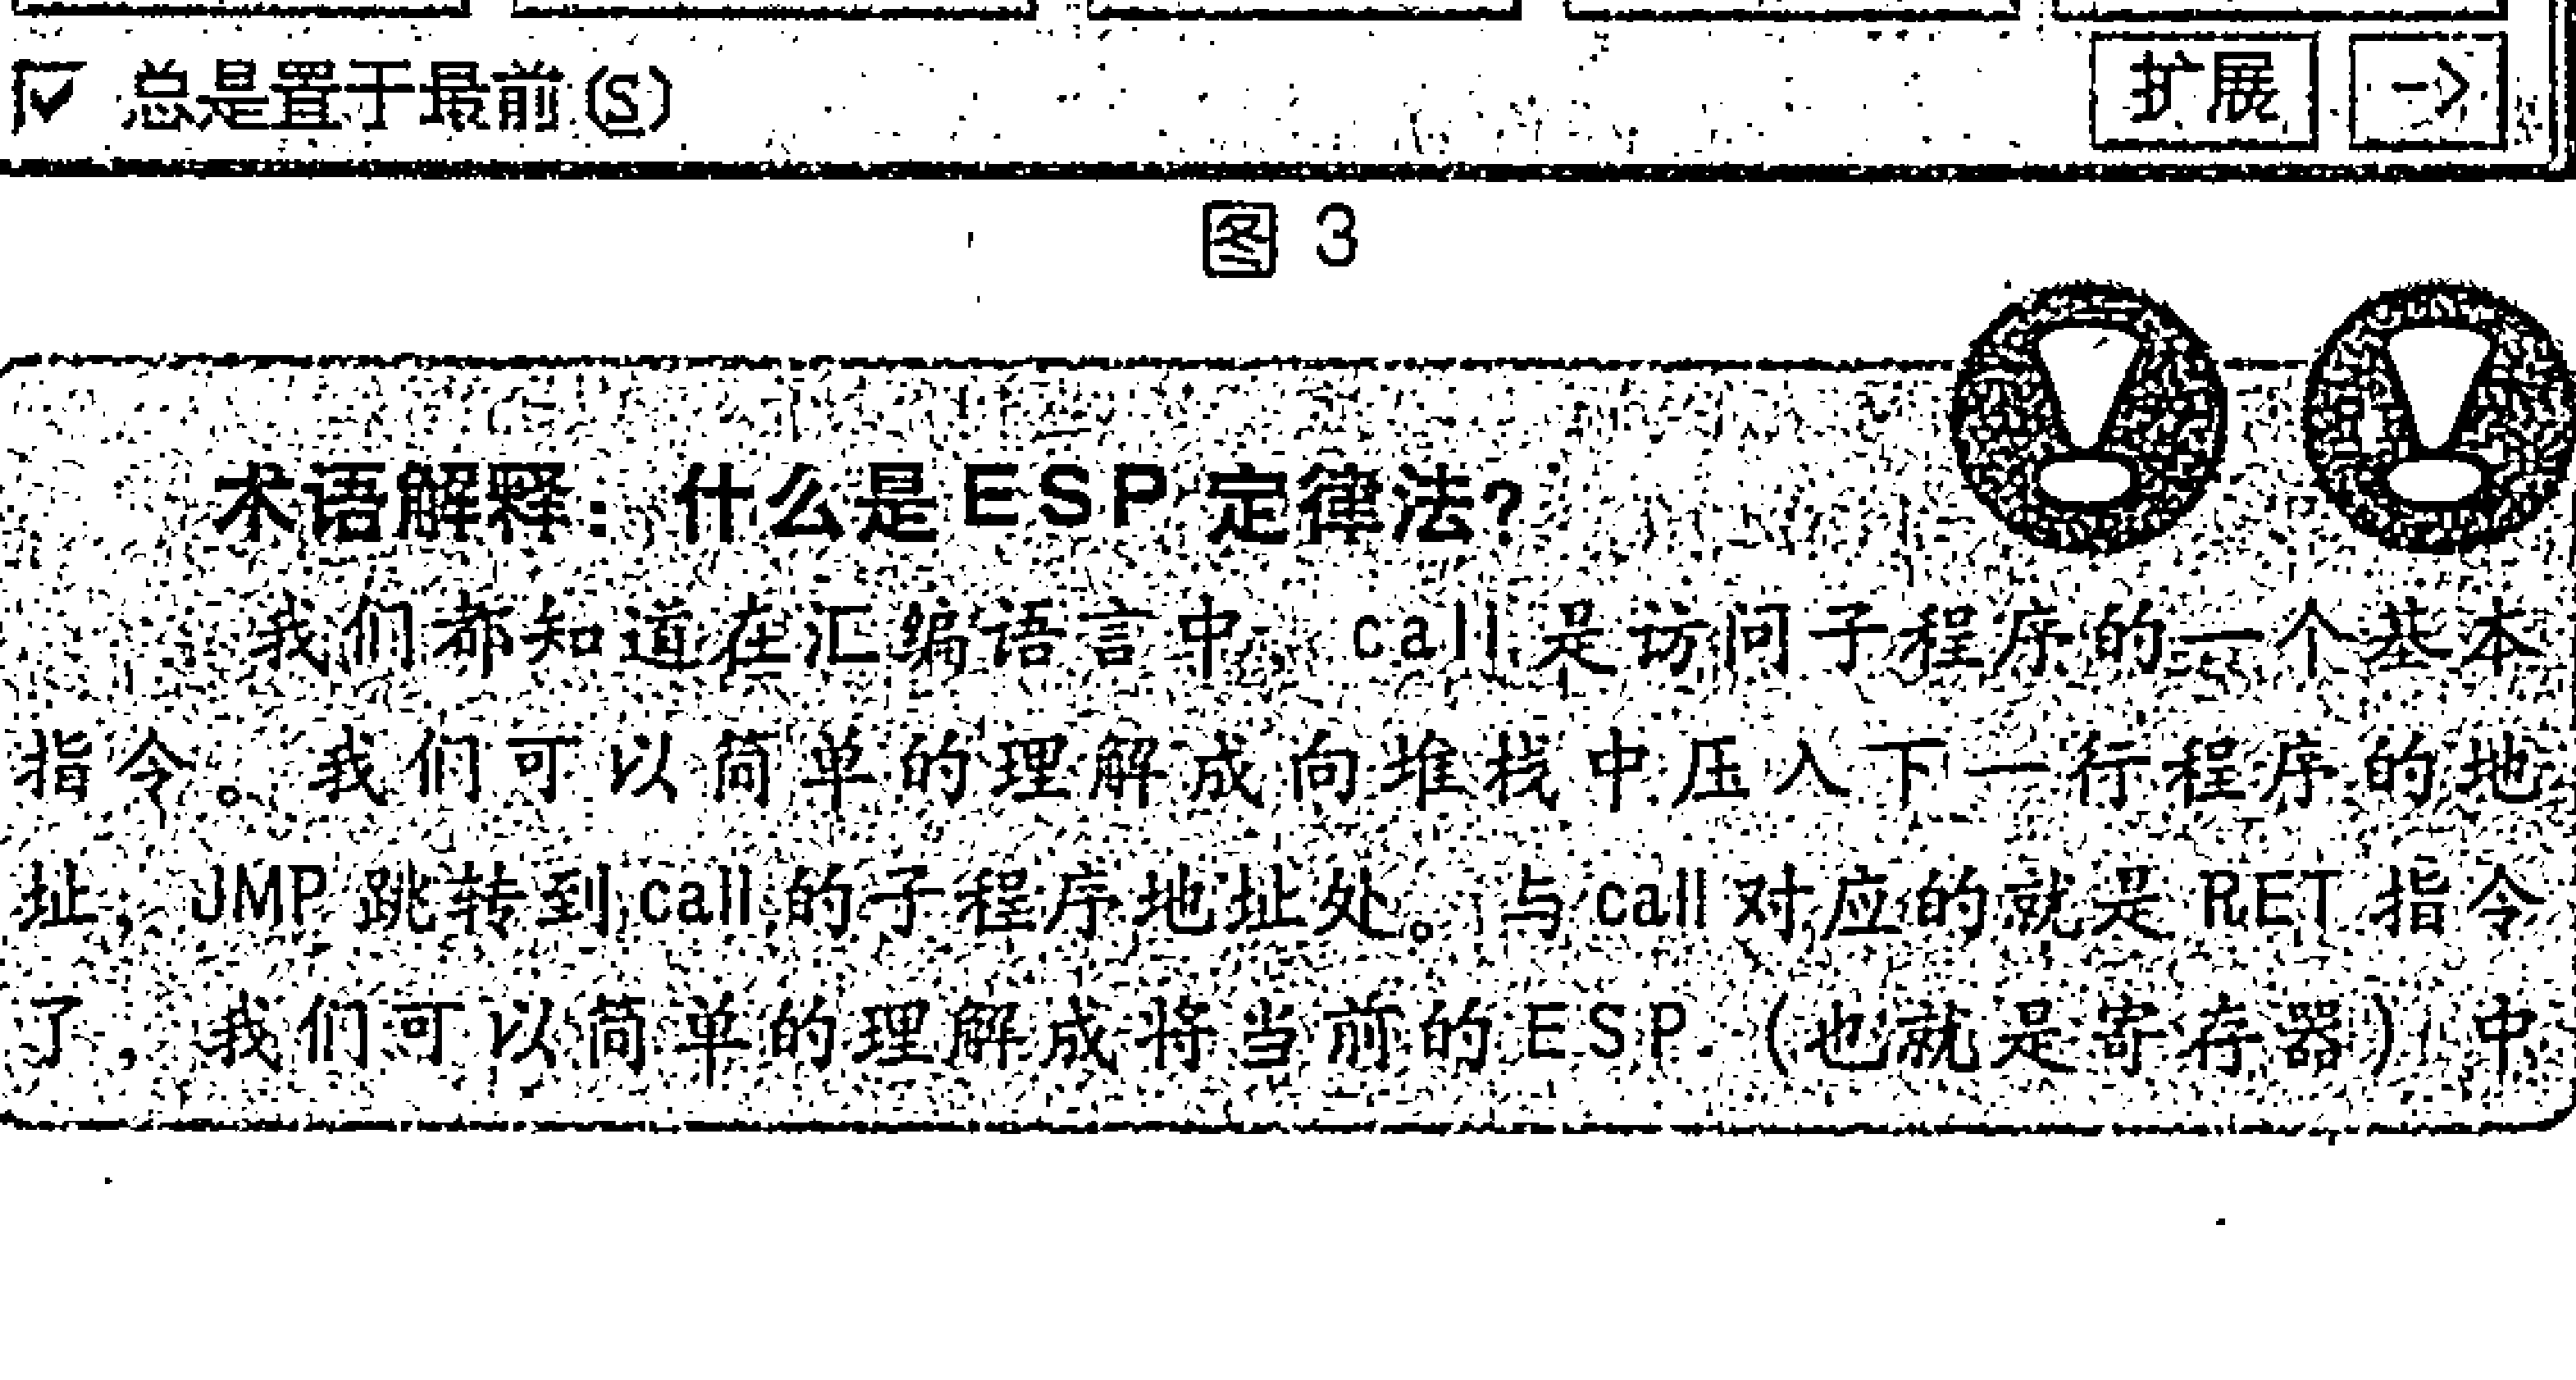 总是置于最前(S)
扩展
->
图 3
术语解释：什么是ESP定律法?
我们都知道在汇编语言中，call是访问子程序的一个基本
指令。我们可以简单的理解成向堆栈中压入下一行程序的地
址，JMP跳转到call的子程序地址处。与call对应的就是RET指令
了，我们可以简单的理解成将当前的ESP（也就是寄存器）中